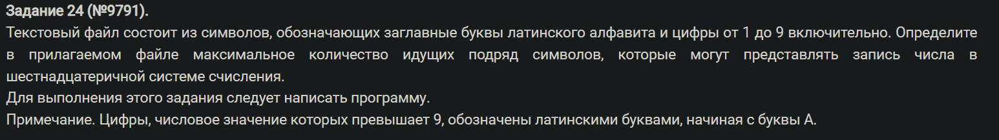 Задание 24 (№9791).
Текстовый файл состоит из символов, обозначающих заглавные буквы латинского алфавита и цифры от 1 до 9 включительно. Определите
в прилагаемом файле максимальное количество идущих подряд символов, которые могут представлять запись числа в
шестнадцатеричной системе счисления.
Для выполнения этого задания следует написать программу.
Примечание. Цифры, числовое значение которых превышает 9, обозначены латинскими буквами, начиная с буквы A.